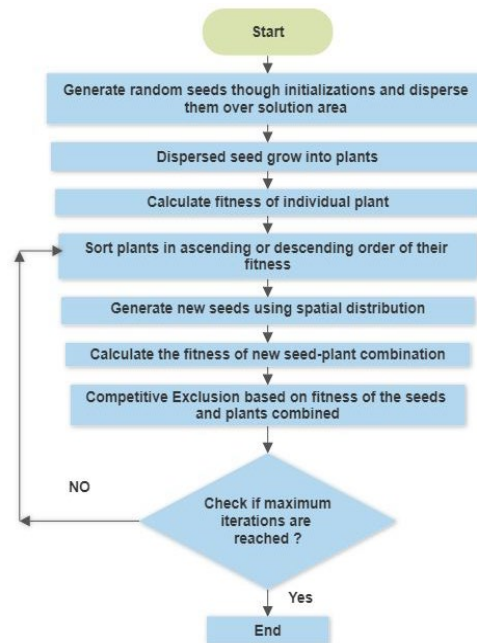 Start
Generate random seeds though initializations and disperse
them over solution area
Dispersed seed grow into plants
Calculate fitness of individual plant
Sort plants in ascending or descending order of their
fitness
Generate new seeds using spatial distribution
Calculate the fitness of new seed-plant combination
Competitive Exclusion based on fitness of the seeds
and plants combined
NO
Check if maximum
iterations are
reached ?
Yes
End